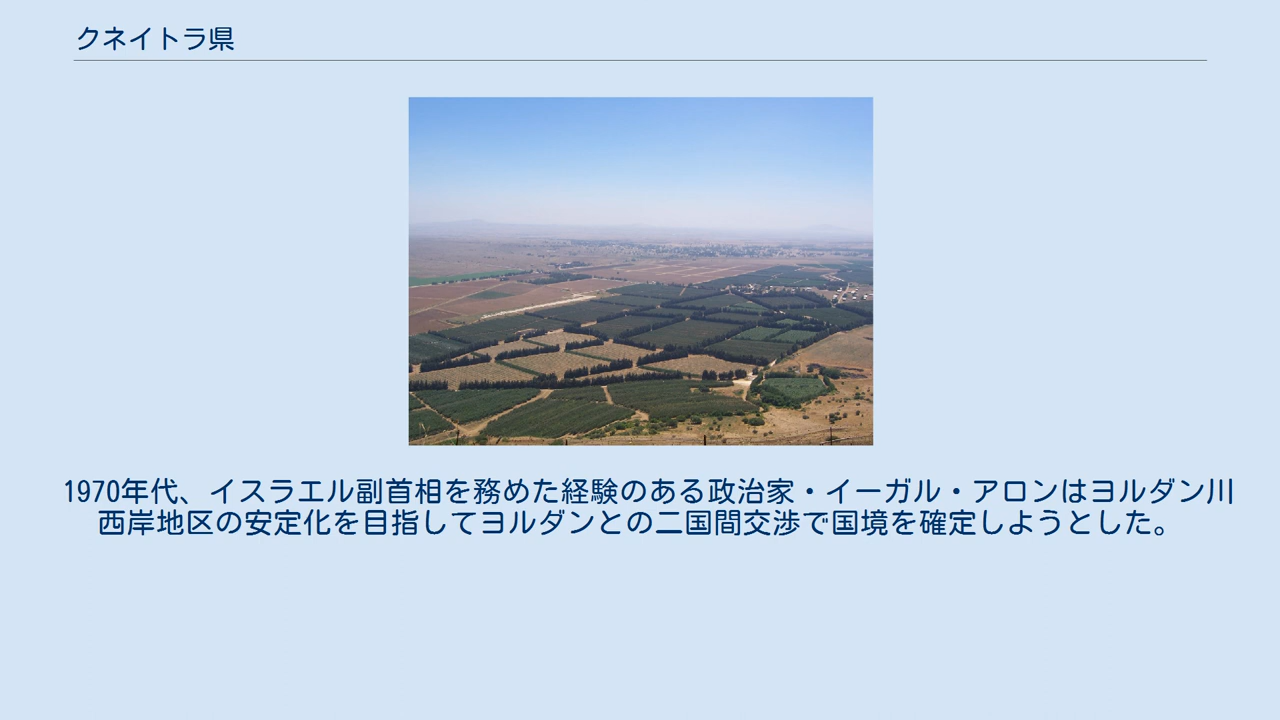 クネイトラ県
1970年代、イスラエル副首相を務めた経験のある政治家・イーガル・アロンはヨルダン川
西岸地区の安定化を目指してヨルダンとの二国間交渉で国境を確定しようとした。